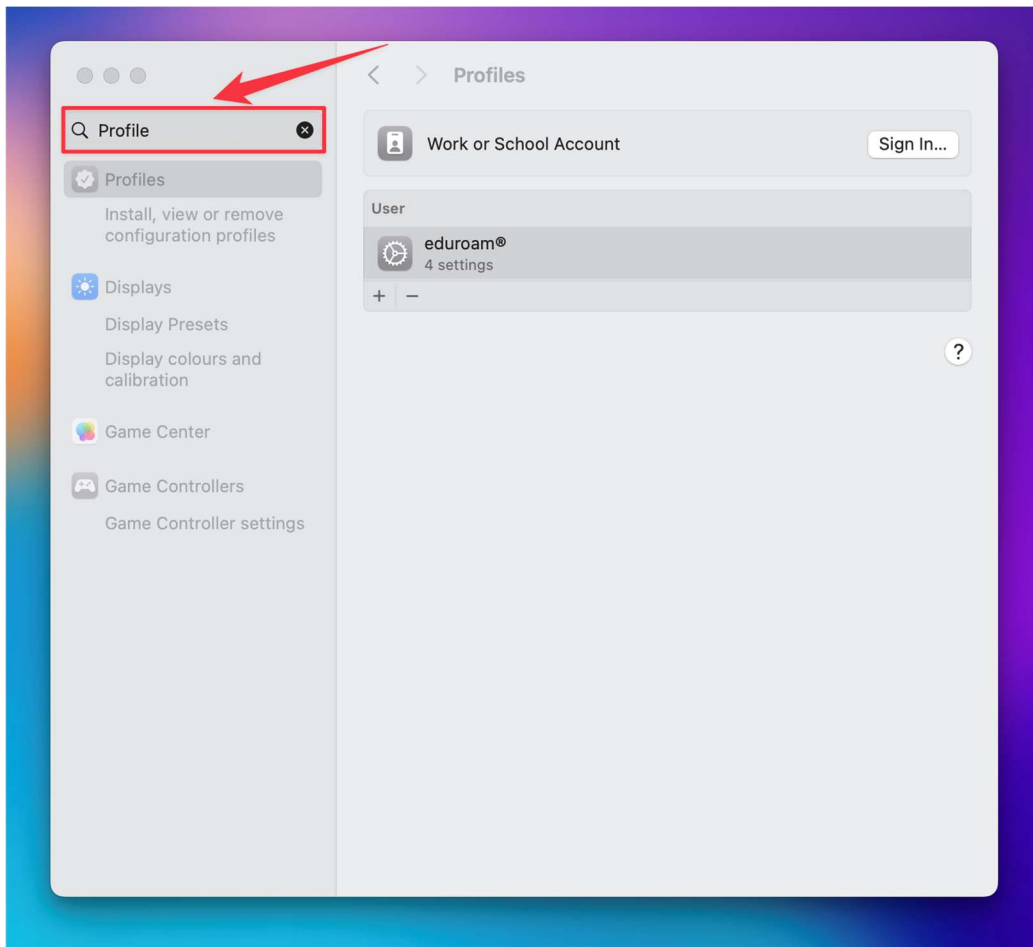 Profile
Profiles
Install, view or remove
configuration profiles
Displays
Display Presets
Display colours and
calibration
Game Center
Game Controllers
Game Controller settings
Profiles
Work or School Account
Sign In...
User
eduroam®
4 settings
+ −
?